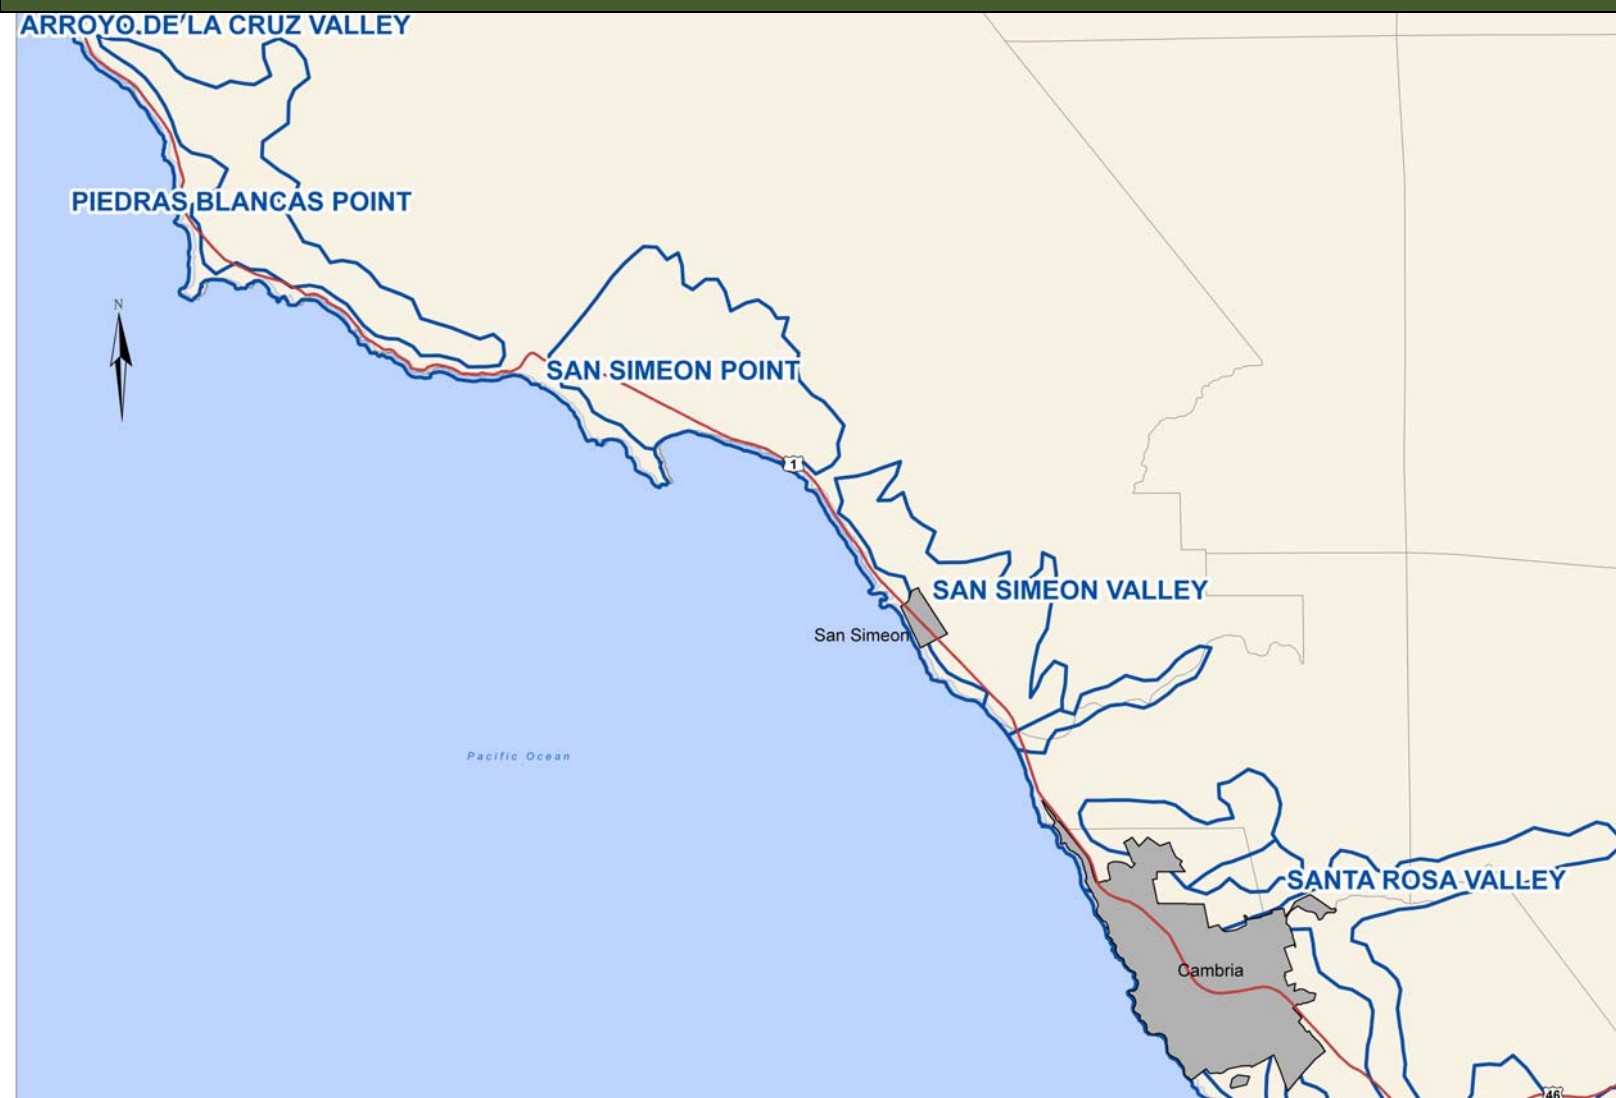 ARROYO DE LA CRUZ VALLEY
PIEDRAS BLANCAS POINT
N
SAN SIMEON POINT
1
SAN SIMEON VALLEY
San Simeon
Pacific Ocean
SANTA ROSA VALLEY
Cambria
46